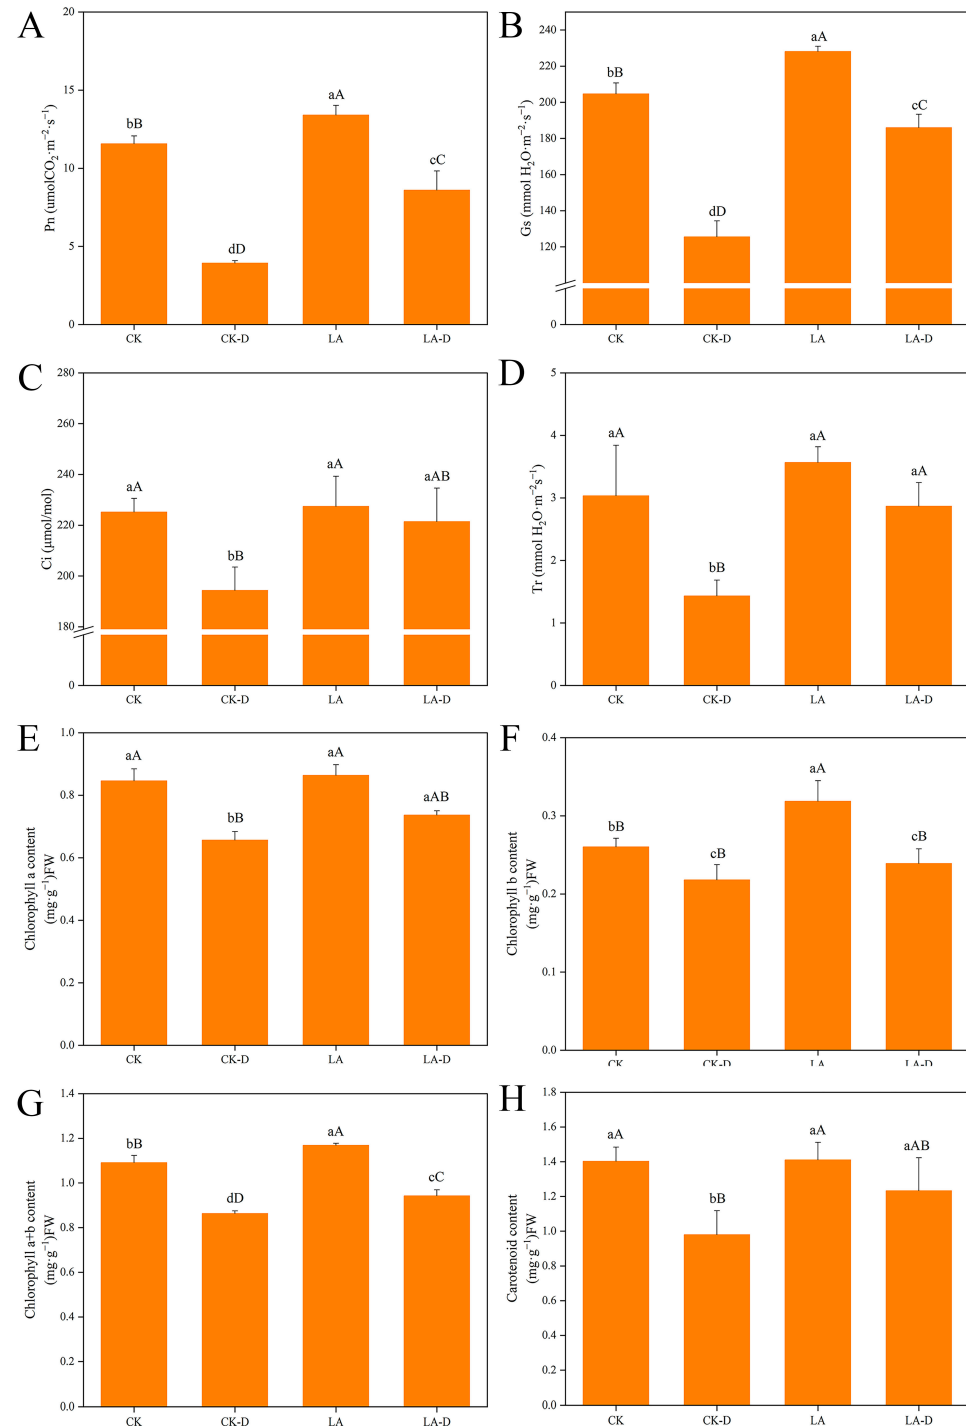 A
Pn (umolCO₂·m⁻²·s⁻¹)
20
15
10
5
0
bB
dD
aA
cC
CK
CK-D
LA
LA-D
B
Gs (mmol H₂O·m⁻²·s⁻¹)
240
220
200
180
160
140
120
0
bB
dD
aA
cC
CK
CK-D
LA
LA-D
C
Ci (μmol/mol)
280
260
240
220
200
180
0
aA
bB
aA
aAB
CK
CK-D
LA
LA-D
D
Tr (mmol H₂O·m⁻²s⁻¹)
5
4
3
2
1
0
aA
bB
aA
aA
CK
CK-D
LA
LA-D
E
Chlorophyll a content
(mg·g⁻¹)FW
1.0
0.8
0.6
0.4
0.2
0.0
aA
bB
aA
aAB
CK
CK-D
LA
LA-D
F
Chlorophyll b content
(mg·g⁻¹)FW
0.4
0.3
0.2
0.1
0.0
bB
cB
aA
cB
CK
CK-D
LA
LA-D
G
Chlorophyll a+b content
(mg·g⁻¹)FW
1.4
1.2
1.0
0.8
0.6
0.4
0.2
0.0
bB
dD
aA
cC
CK
CK-D
LA
LA-D
H
Carotenoid content
(mg·g⁻¹)FW
1.8
1.6
1.4
1.2
1.0
0.8
0.6
0.4
0.2
0.0
aA
bB
aA
aAB
CK
CK-D
LA
LA-D